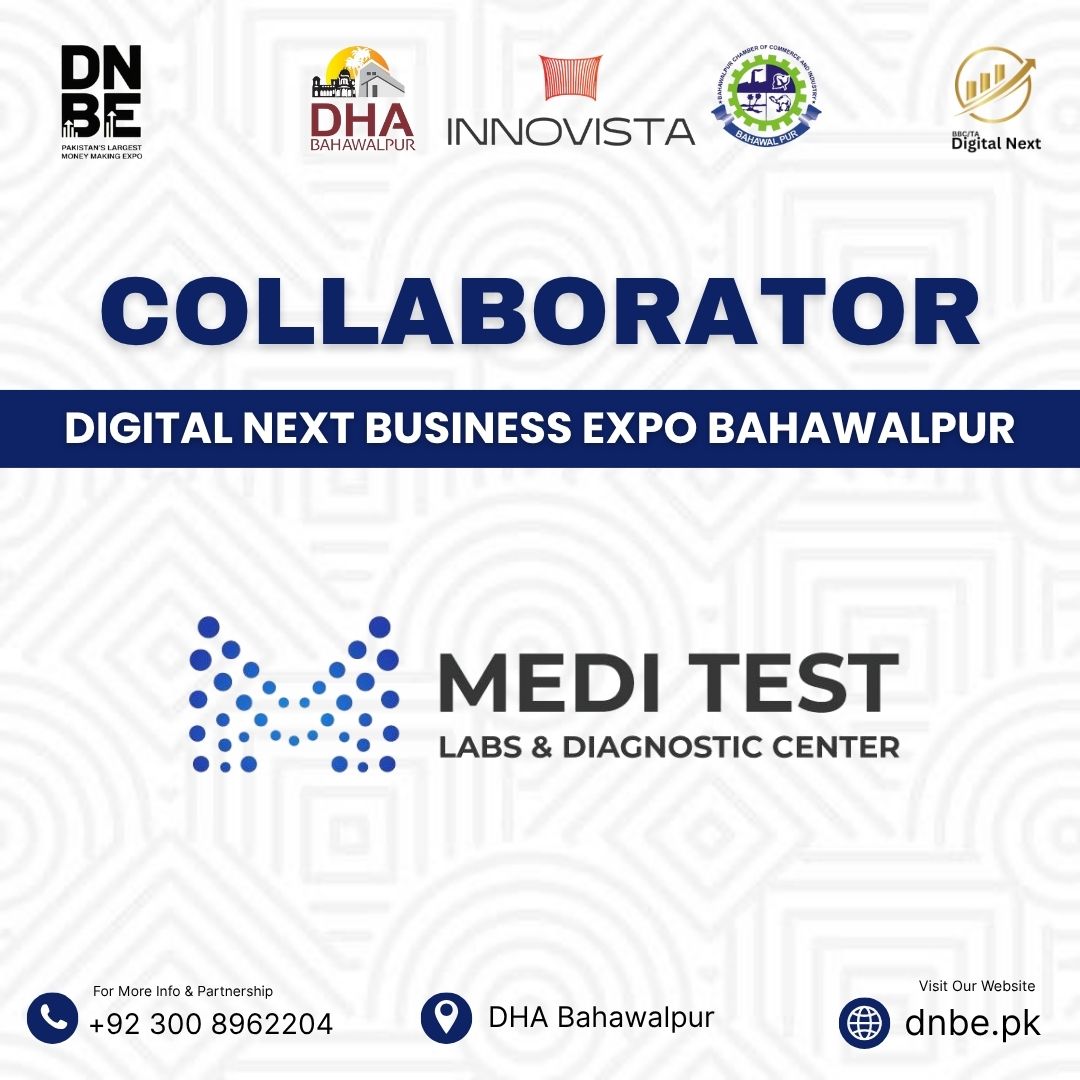 DN
BE
PAKISTAN'S LARGEST
MONEY MAKING EXPO
DHA
BAHAWALPUR
INNOVISTA
BAHAWALPUR CHAMBER OF COMMERCE AND INDUSTRY
BAHAWAL PUR
BBC/TA
Digital Next
COLLABORATOR
DIGITAL NEXT BUSINESS EXPO BAHAWALPUR
MEDI TEST
LABS & DIAGNOSTIC CENTER
For More Info & Partnership
+92 300 8962204
DHA Bahawalpur
Visit Our Website
dnbe.pk